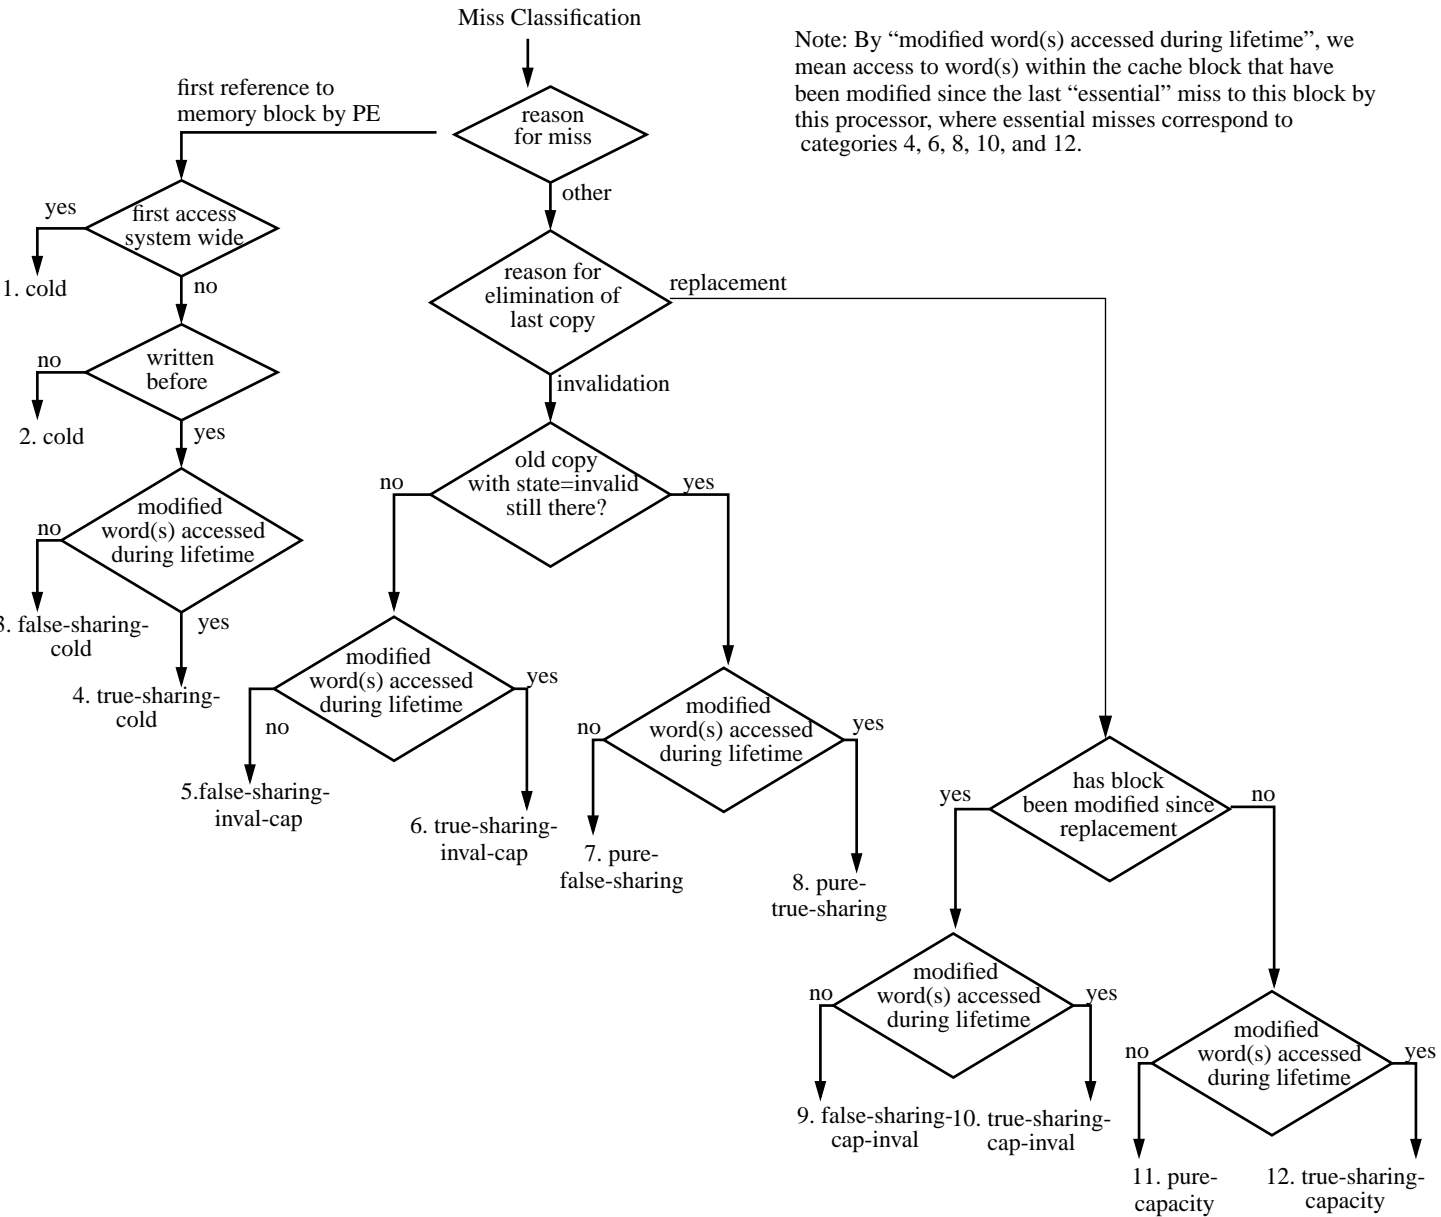 Miss Classification
Note: By “modified word(s) accessed during lifetime”, we
mean access to word(s) within the cache block that have
been modified since the last “essential” miss to this block by
this processor, where essential misses correspond to
categories 4, 6, 8, 10, and 12.
first reference to
memory block by PE
reason
for miss
other
yes
first access
system wide
1. cold
no
reason for
elimination of
last copy
replacement
invalidation
no
written
before
2. cold
yes
no
old copy
with state=invalid
still there?
yes
no
modified
word(s) accessed
during lifetime
3. false-sharing-
cold
yes
4. true-sharing-
cold
modified
word(s) accessed
during lifetime
yes
no
5.false-sharing-
inval-cap
6. true-sharing-
inval-cap
no
modified
word(s) accessed
during lifetime
yes
7. pure-
false-sharing
8. pure-
true-sharing
yes
has block
been modified since
replacement
no
no
modified
word(s) accessed
during lifetime
yes
9. false-sharing-
cap-inval
10. true-sharing-
cap-inval
no
modified
word(s) accessed
during lifetime
yes
11. pure-
capacity
12. true-sharing-
capacity